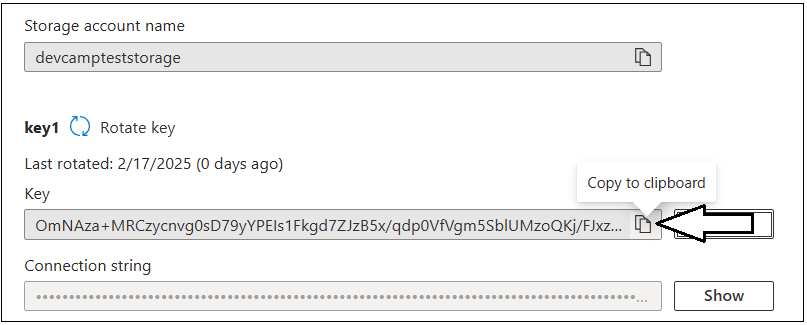 Storage account name
devcampteststorage
key1 Rotate key
Last rotated: 2/17/2025 (0 days ago)
Key
Copy to clipboard
OmNAza+MRCzycnvg0sD79yYPEIs1Fkgd7ZJzB5x/qdp0VfVgm5SblUMzoQKj/FJxz...
Connection string
••••••••••••••••••••••••••••••••••••••••••••••••••••••••••••••••••••••••••••••••••••••••••...
Show